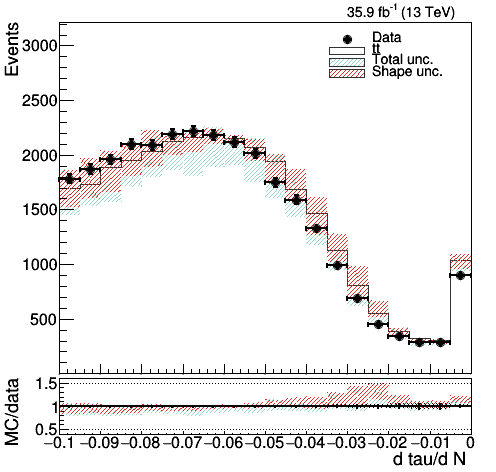 35.9 fb⁻¹ (13 TeV)
Events
3200
2500
2000
1500
1000
500
Data
tt̄
Total unc.
Shape unc.
MC/data
1.5
1
0.5
−0.1 −0.09 −0.08 −0.07 −0.06 −0.05 −0.04 −0.03 −0.02 −0.01 0
d tau/d N